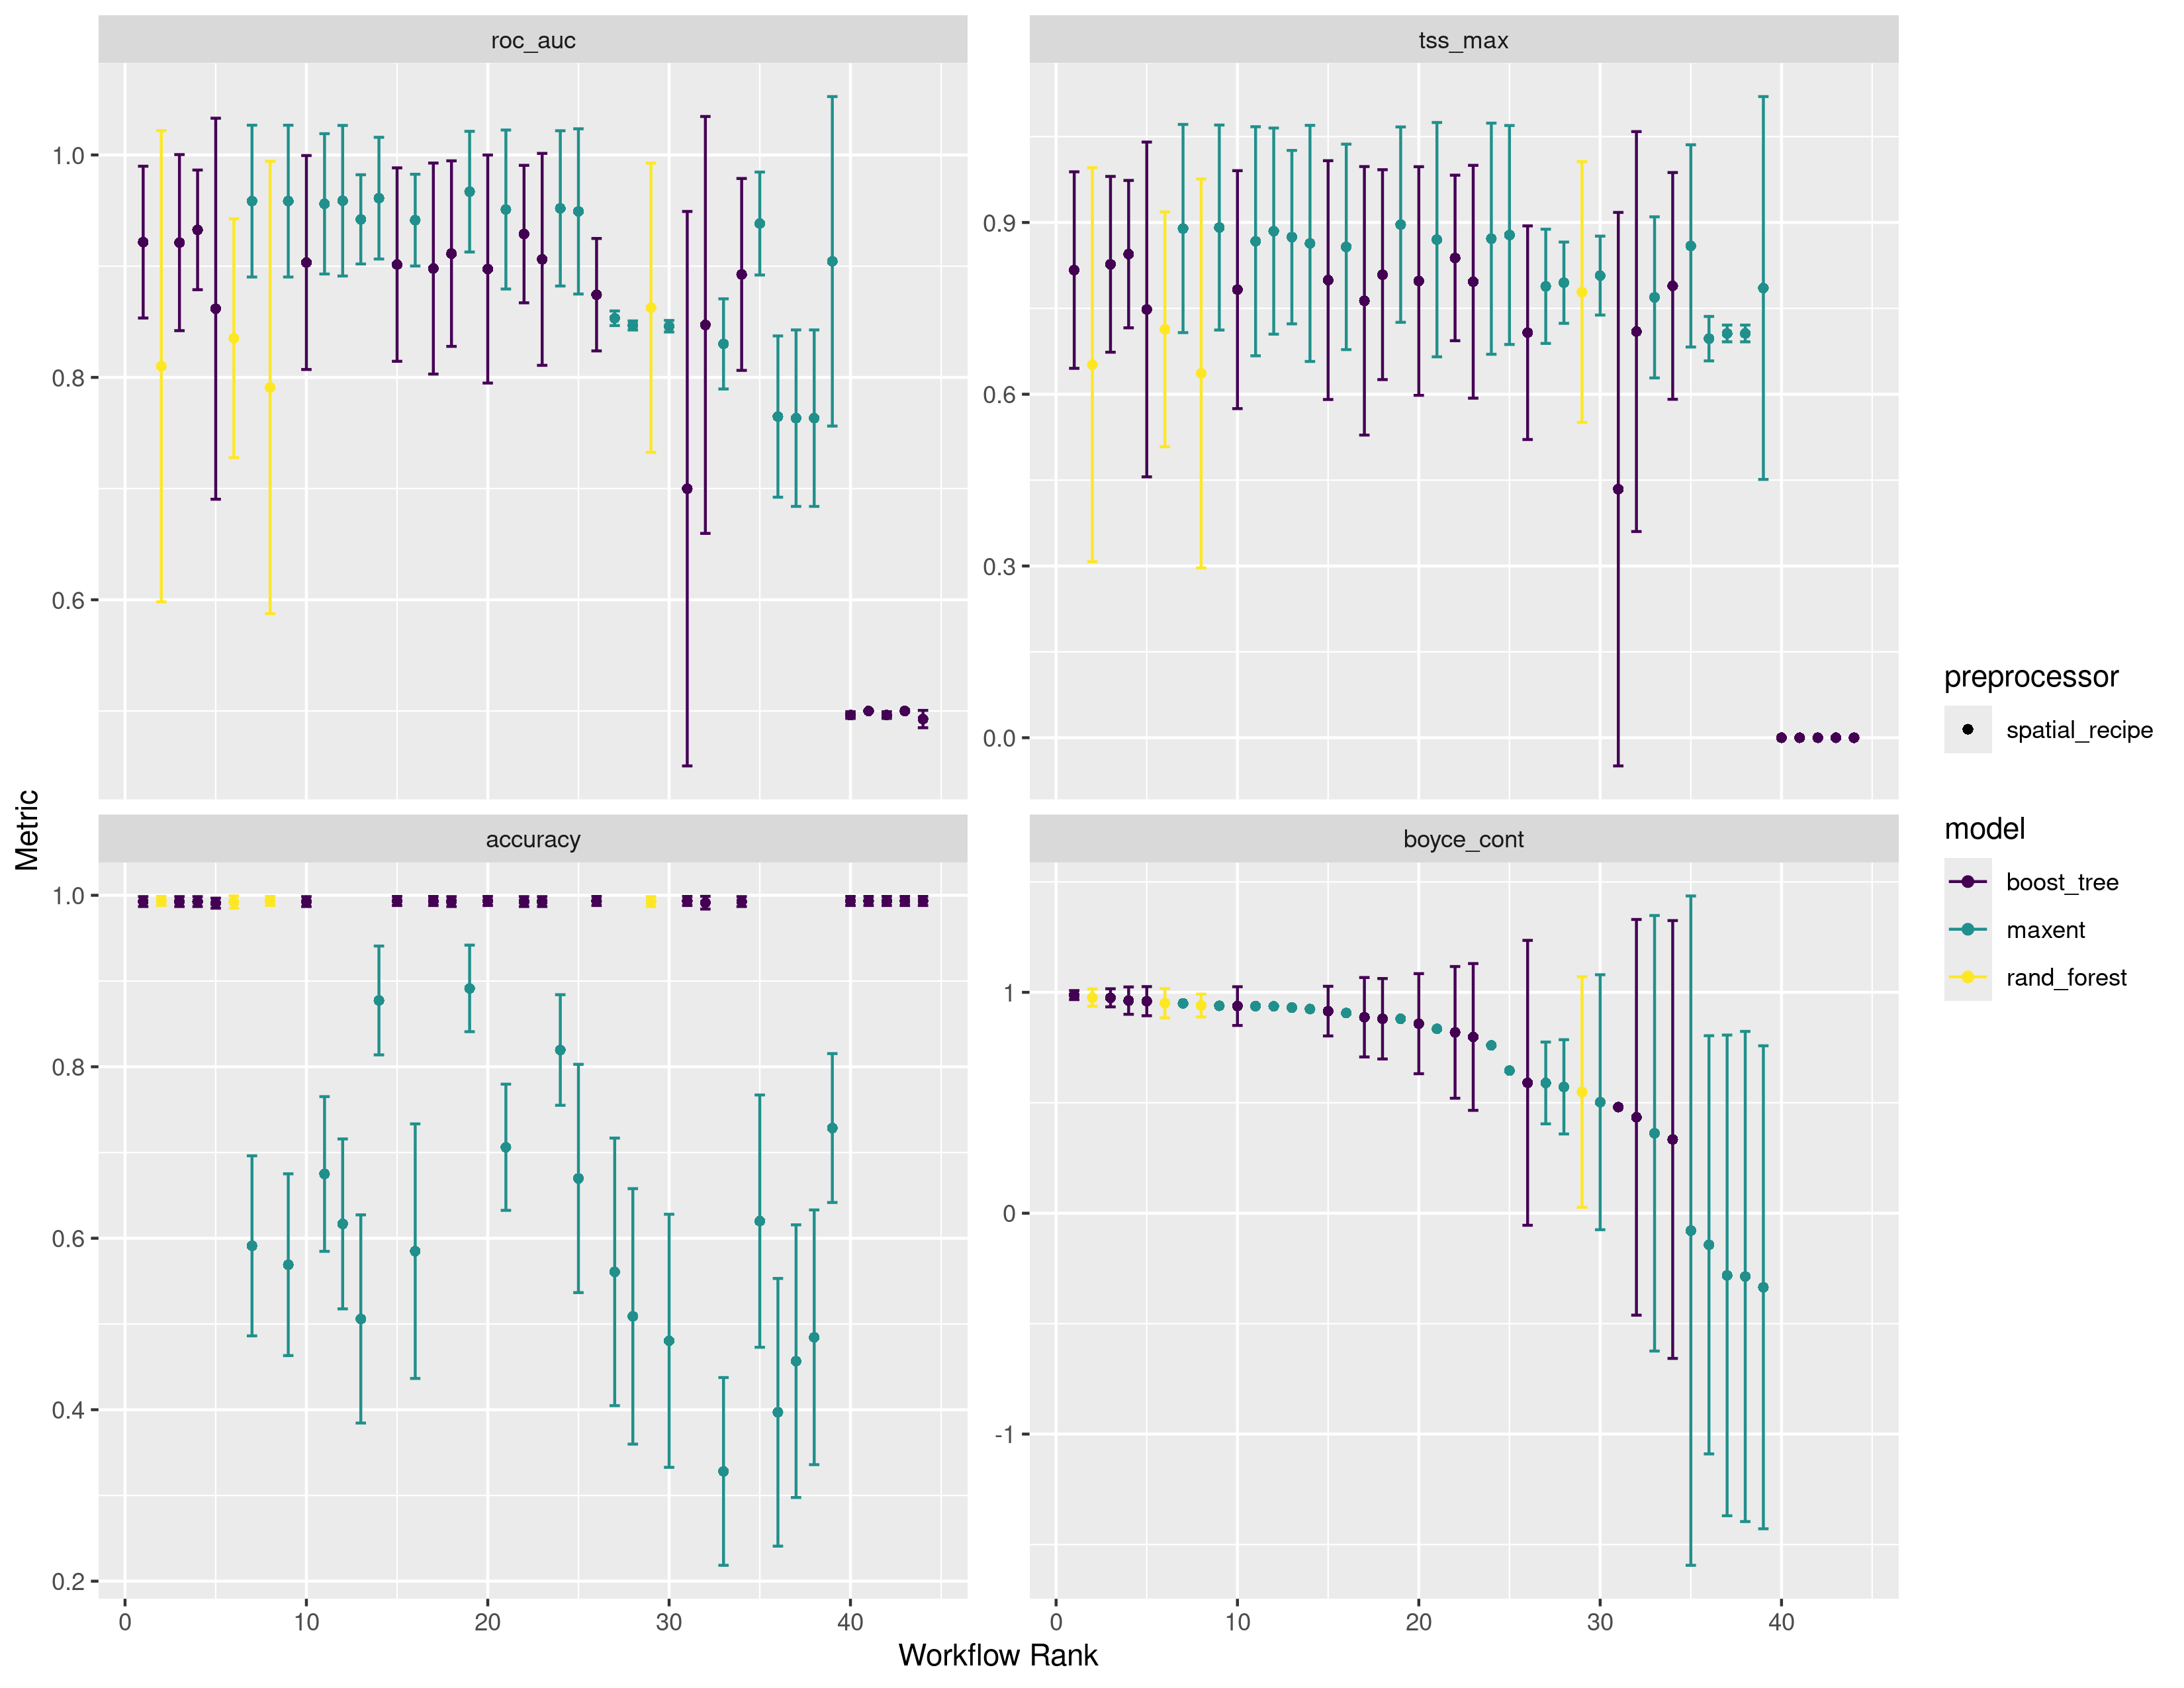 roc_auc
tss_max
1.0
0.8
0.6
0.9
0.6
0.3
0.0
accuracy
boyce_cont
1.0
0.8
0.6
0.4
0.2
1
0
-1
0 10 20 30 40
0 10 20 30 40
Workflow Rank
Metric
preprocessor
spatial_recipe
model
boost_tree
maxent
rand_forest